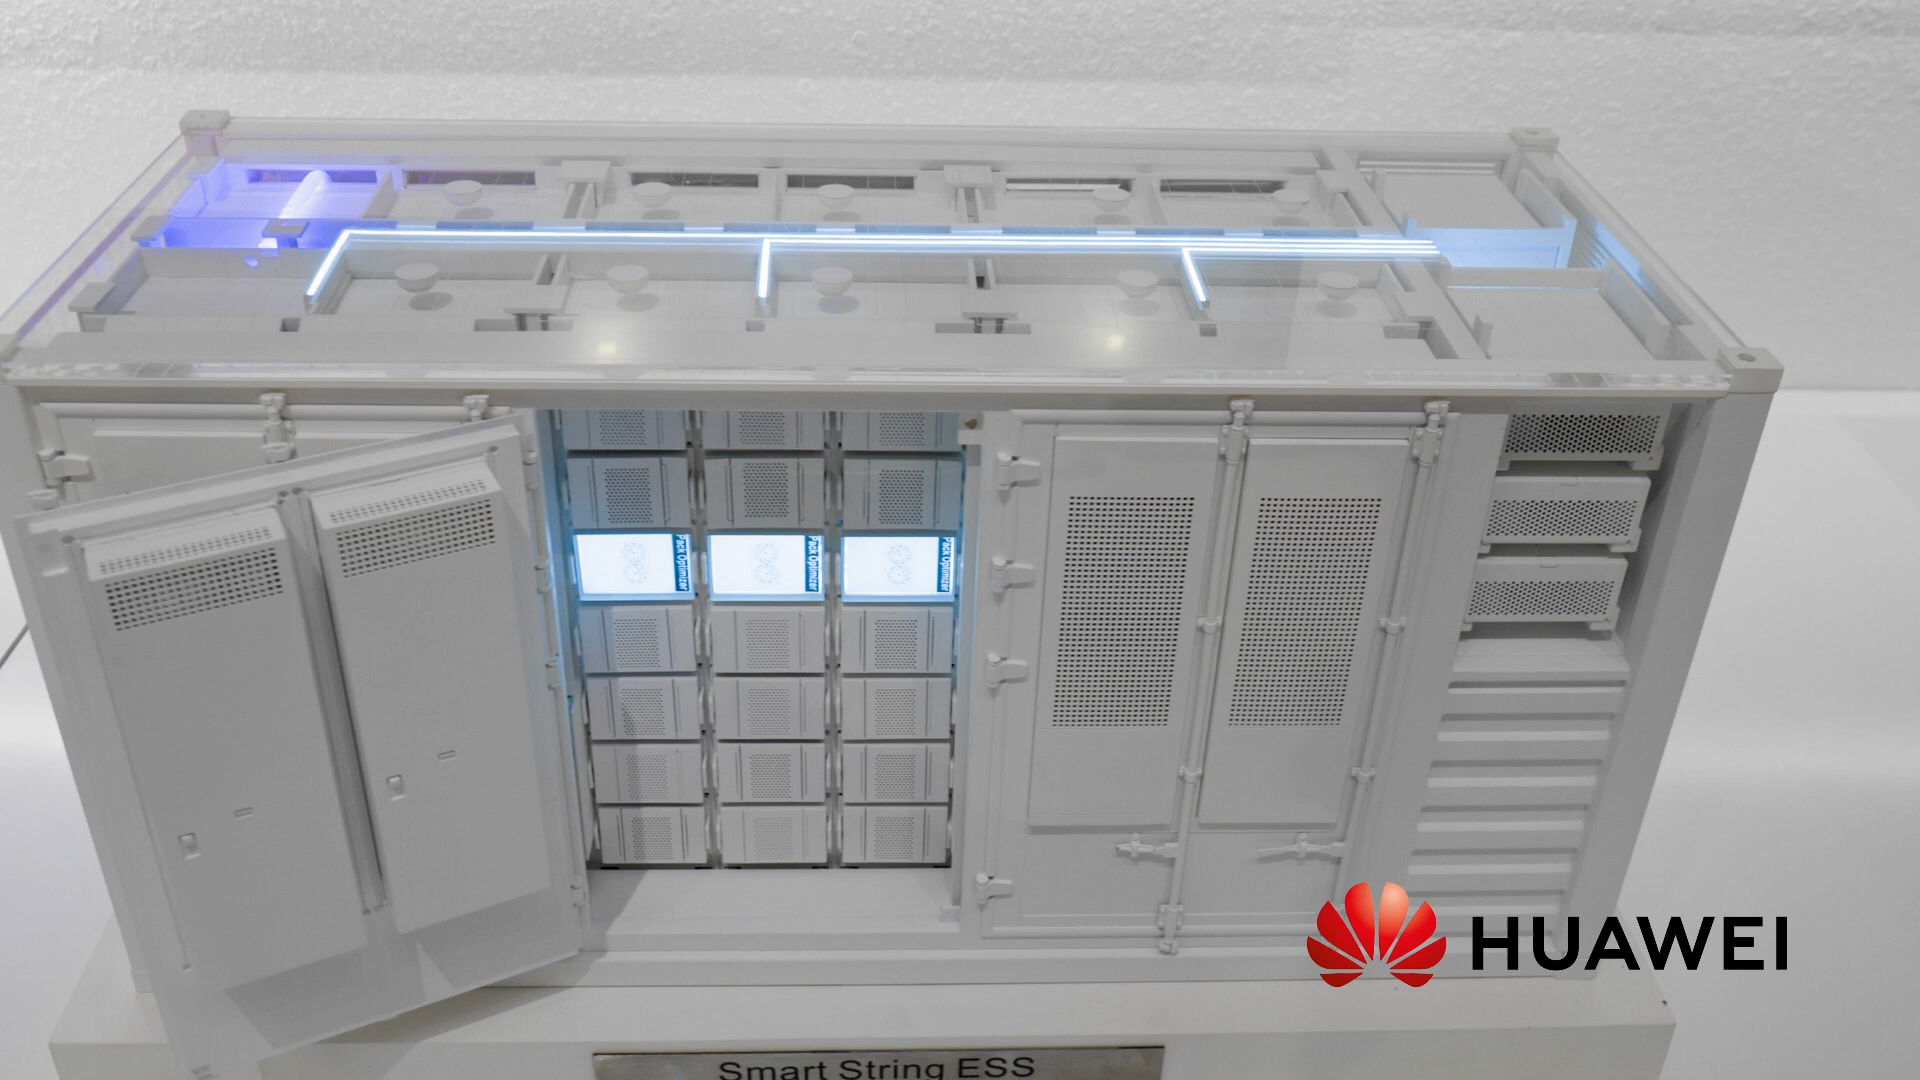 Pack Optimizer
Pack Optimizer
Pack Optimizer
HUAWEI
Smart String ESS